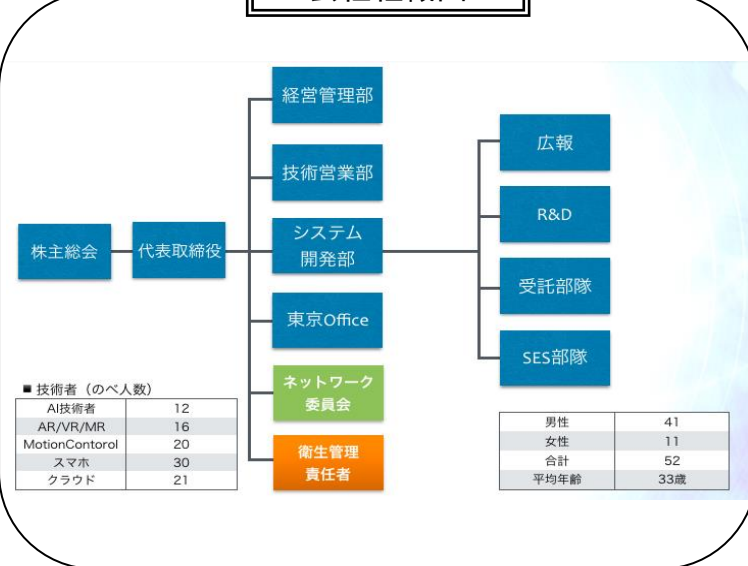 経営管理部
技術営業部
株主総会
代表取締役
システム
開発部
東京Office
ネットワーク
委員会
衛生管理
責任者
広報
R&D
受託部隊
SES部隊
■ 技術者（のべ人数）
AI技術者 12
AR/VR/MR 16
MotionContorol 20
スマホ 30
クラウド 21
男性 41
女性 11
合計 52
平均年齢 33歳